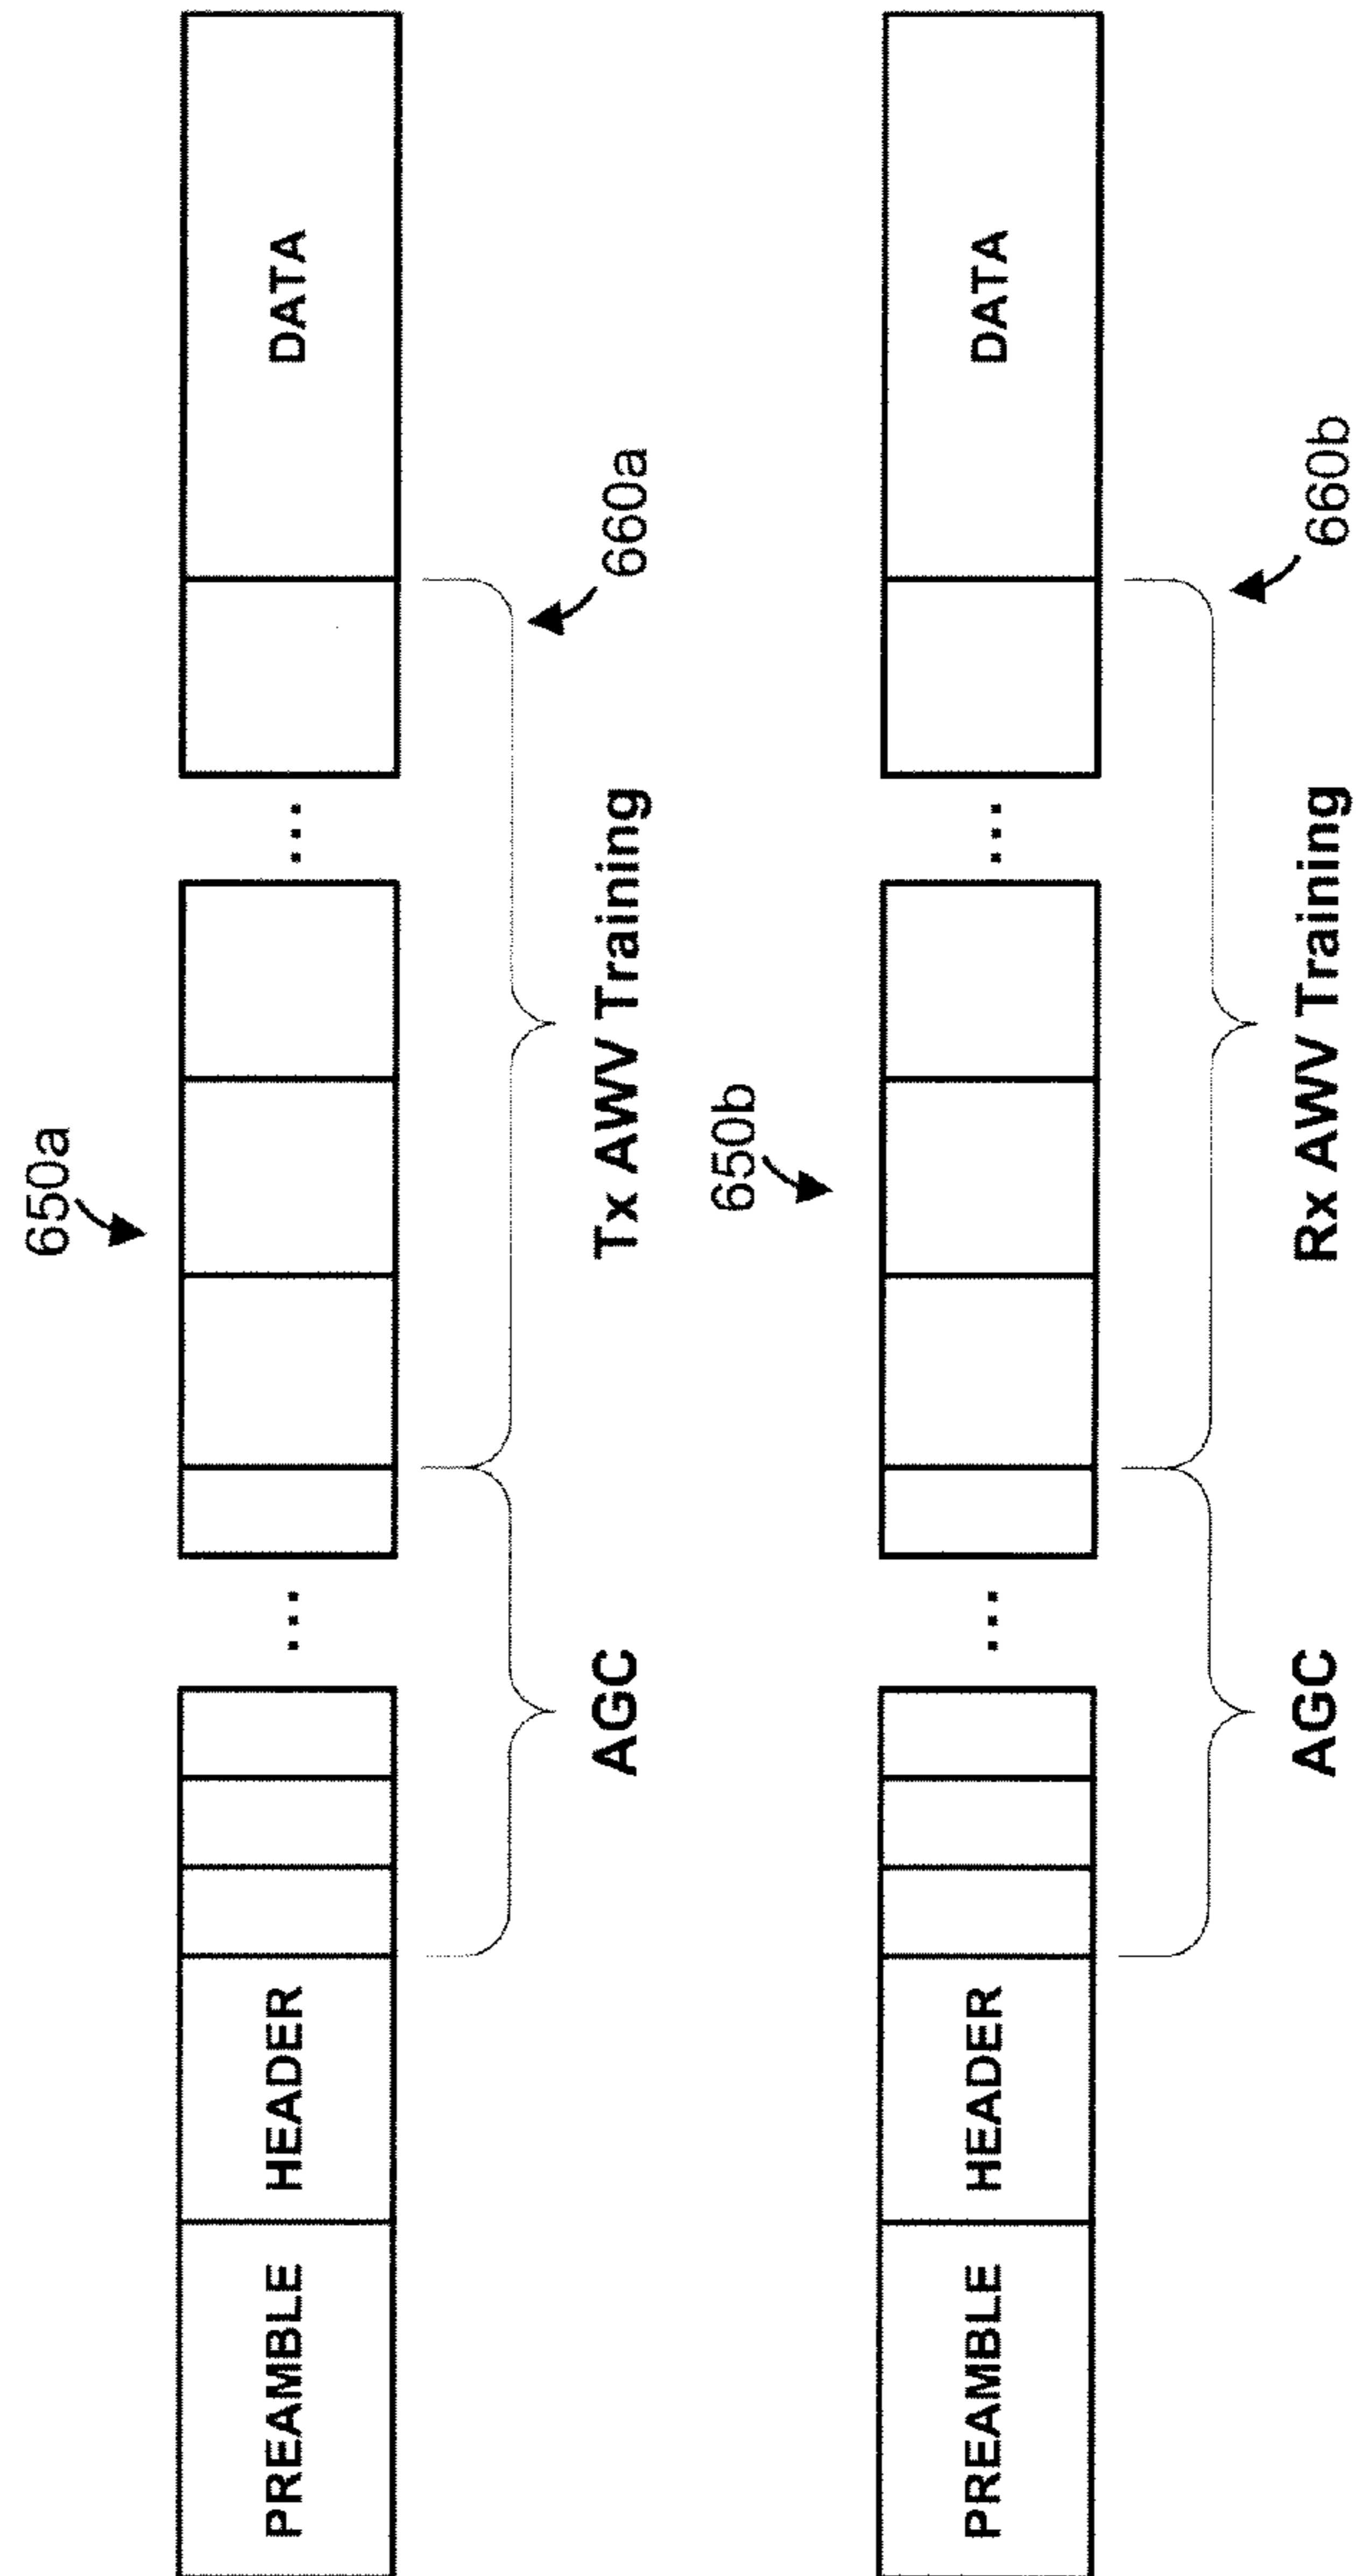 650a
PREAMBLE HEADER ... ... DATA
660a
AGC Tx AWV Training
650b
PREAMBLE HEADER ... ... DATA
660b
AGC Rx AWV Training